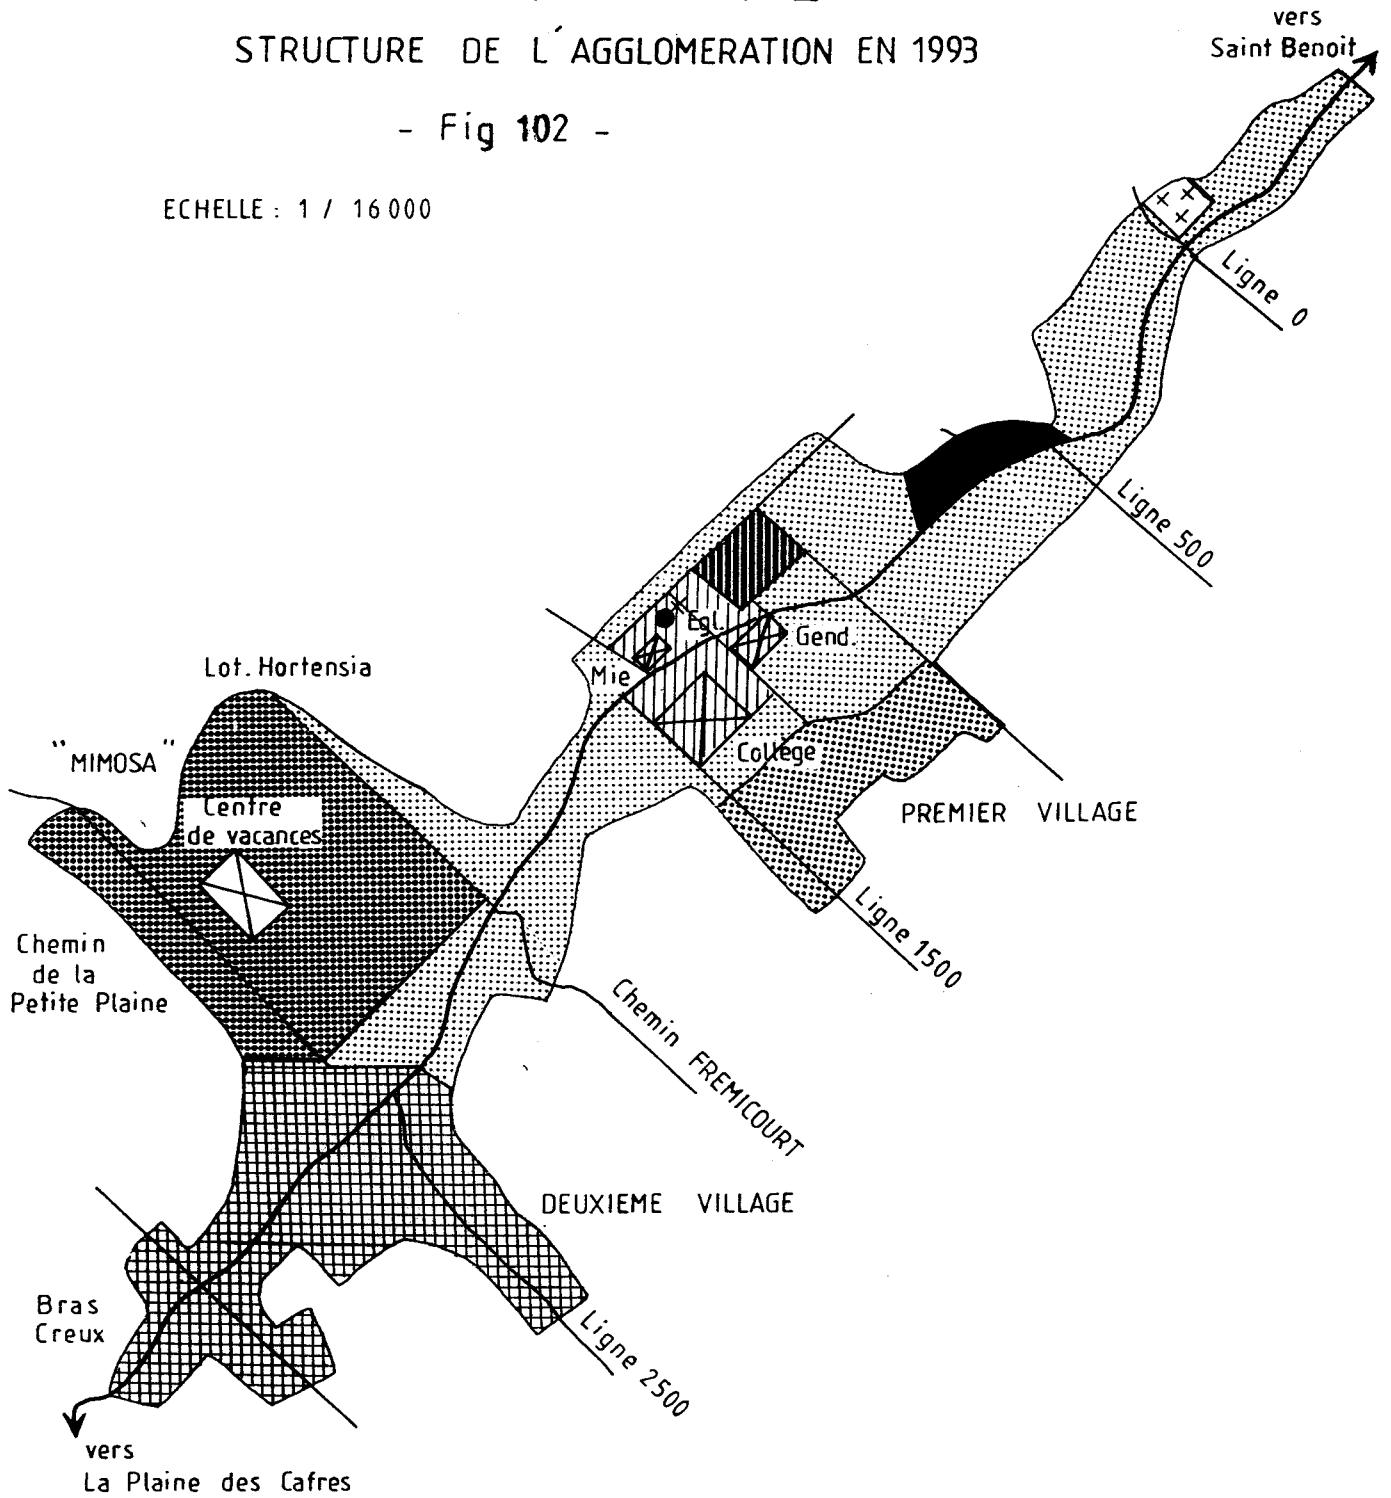 STRUCTURE DE L'AGGLOMERATION EN 1993
- Fig 102 -
ECHELLE : 1 / 16 000
vers
Saint Benoit
Ligne 0
Ligne 500
Egl.
Gend.
Mie
Collège
Lot. Hortensia
"MIMOSA"
Centre
de vacances
PREMIER VILLAGE
Ligne 1500
Chemin
de la
Petite Plaine
Chemin FREMICOURT
DEUXIEME VILLAGE
Bras
Creux
Ligne 2500
vers
La Plaine des Cafres